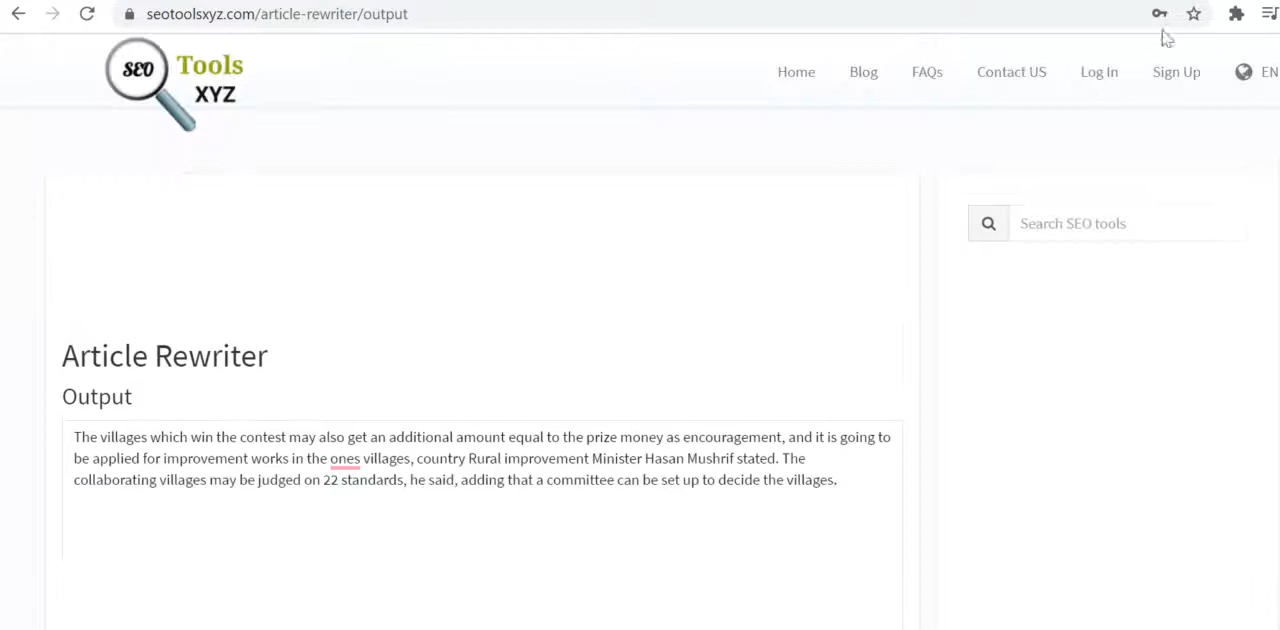 seotoolsxyz.com/article-rewriter/output
SEO Tools
XYZ
Home Blog FAQs Contact US Log In Sign Up EN
Search SEO tools
Article Rewriter
Output
The villages which win the contest may also get an additional amount equal to the prize money as encouragement, and it is going to
be applied for improvement works in the ones villages, country Rural improvement Minister Hasan Mushrif stated. The
collaborating villages may be judged on 22 standards, he said, adding that a committee can be set up to decide the villages.